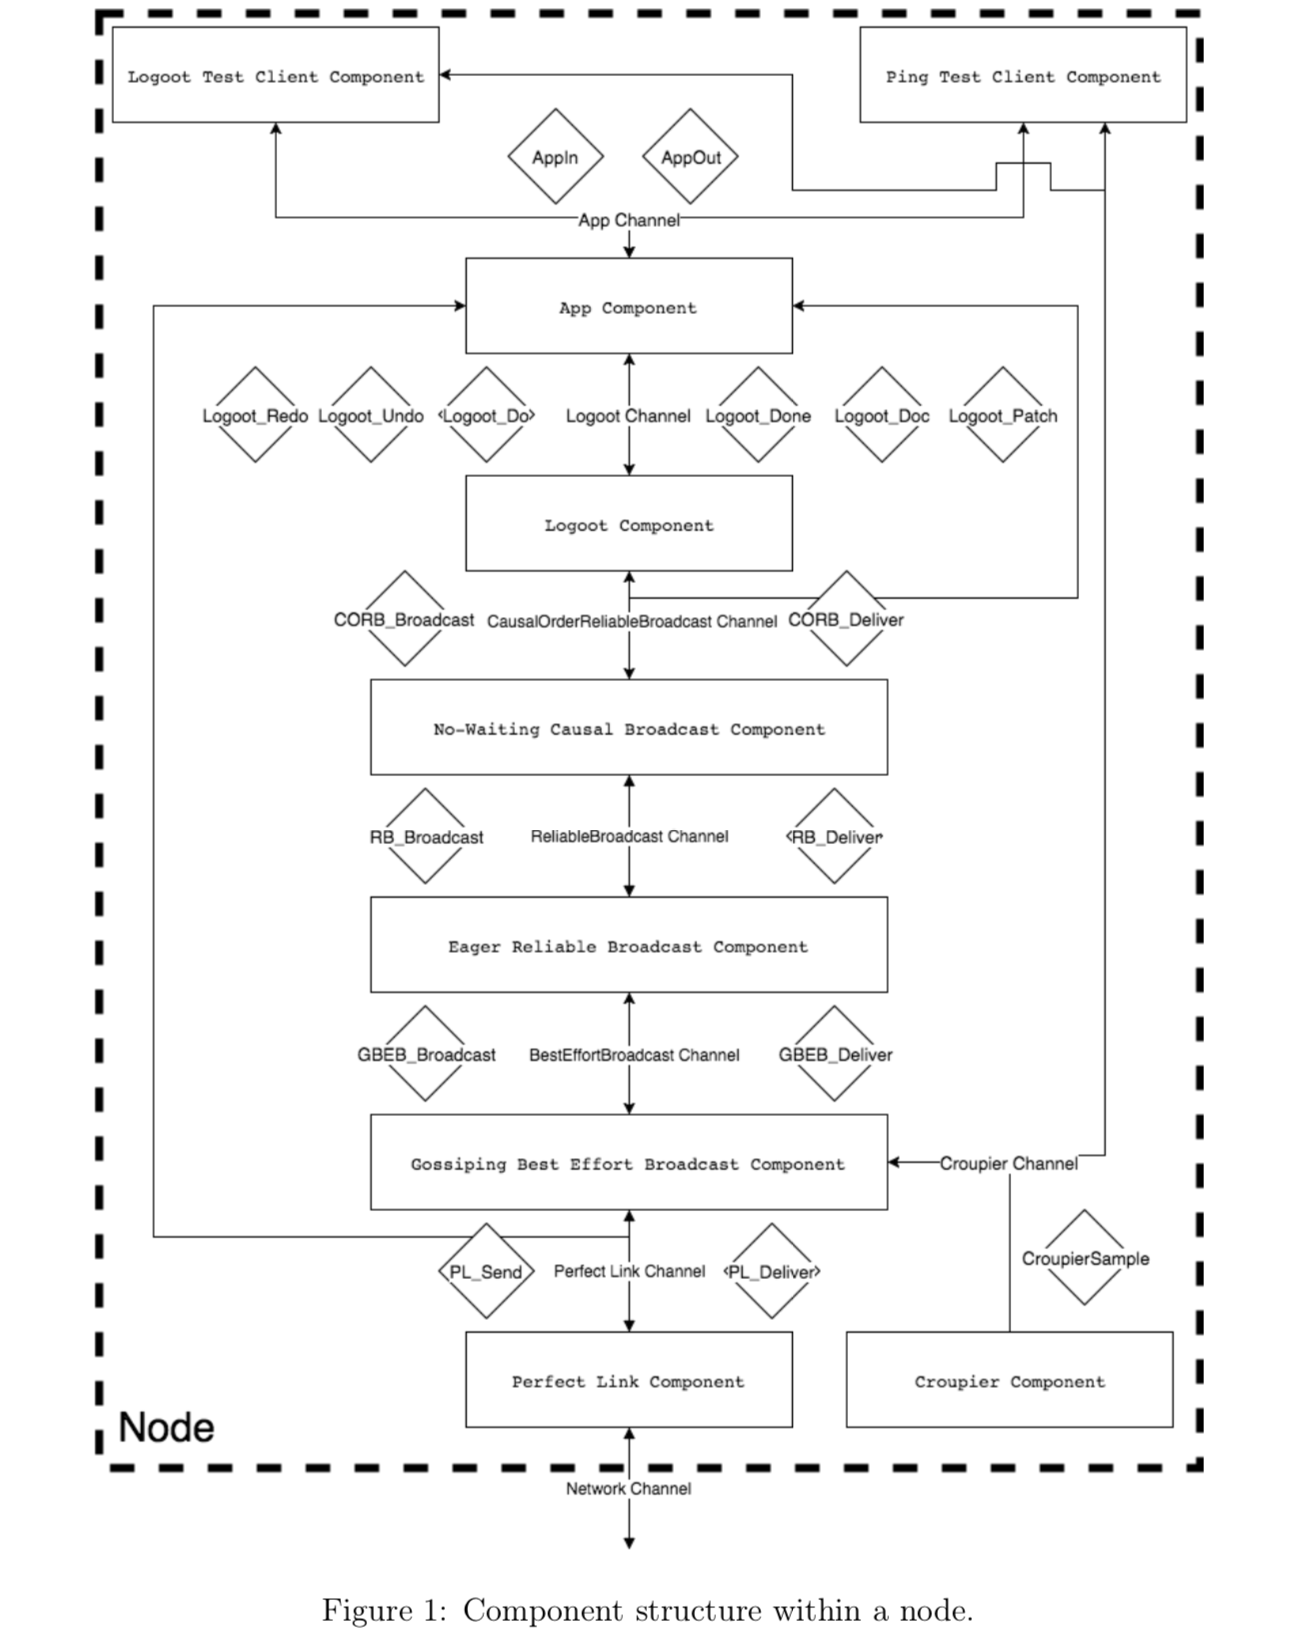 Logoot Test Client Component
Ping Test Client Component
AppIn
AppOut
App Channel
App Component
Logoot_Redo
Logoot_Undo
Logoot_Do
Logoot Channel
Logoot_Done
Logoot_Doc
Logoot_Patch
Logoot Component
CORB_Broadcast
CausalOrderReliableBroadcast Channel
CORB_Deliver
No-Waiting Causal Broadcast Component
RB_Broadcast
ReliableBroadcast Channel
RB_Deliver
Eager Reliable Broadcast Component
GBEB_Broadcast
BestEffortBroadcast Channel
GBEB_Deliver
Gossiping Best Effort Broadcast Component
Croupier Channel
PL_Send
Perfect Link Channel
PL_Deliver
CroupierSample
Perfect Link Component
Croupier Component
Node
Network Channel
Figure 1: Component structure within a node.